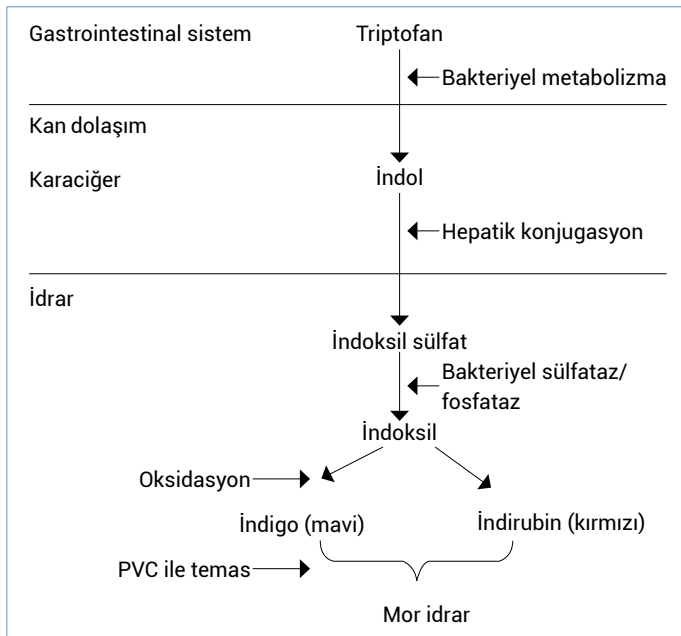 Gastrointestinal sistem
Triptofan
Bakteriyel metabolizma
Kan dolaşım
Karaciğer
İndol
Hepatik konjugasyon
İdrar
İndoksil sülfat
Bakteriyel sülfataz/
fosfataz
İndoksil
Oksidasyon
İndigo (mavi)
İndirubin (kırmızı)
PVC ile temas
Mor idrar